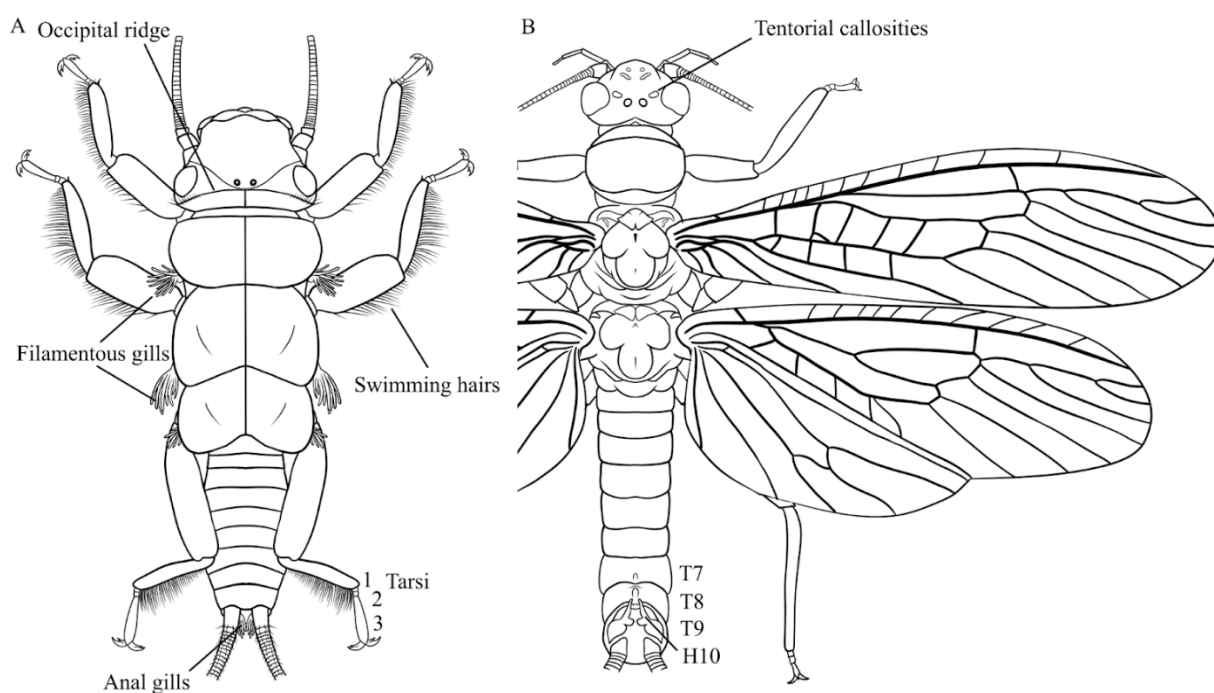 A
Occipital ridge
B
Tentorial callosities
Filamentous gills
Swimming hairs
1 Tarsi
2
3
Anal gills
T7
T8
T9
H10